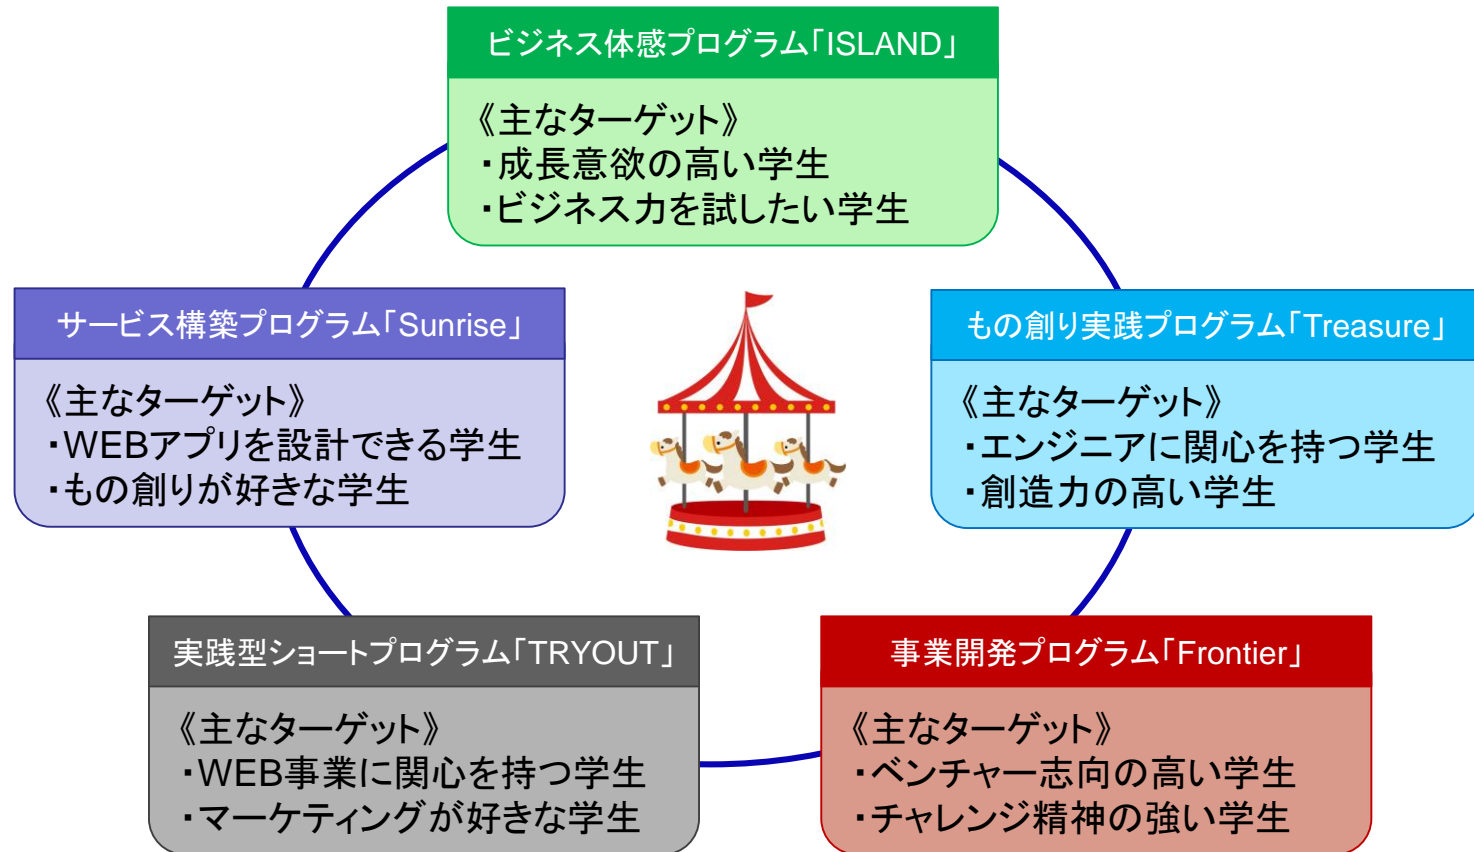 ビジネス体感プログラム「ISLAND」
《主なターゲット》
・成長意欲の高い学生
・ビジネス力を試したい学生
サービス構築プログラム「Sunrise」
《主なターゲット》
・WEBアプリを設計できる学生
・もの創りが好きな学生
もの創り実践プログラム「Treasure」
《主なターゲット》
・エンジニアに関心を持つ学生
・創造力の高い学生
実践型ショートプログラム「TRYOUT」
《主なターゲット》
・WEB事業に関心を持つ学生
・マーケティングが好きな学生
事業開発プログラム「Frontier」
《主なターゲット》
・ベンチャー志向の高い学生
・チャレンジ精神の強い学生